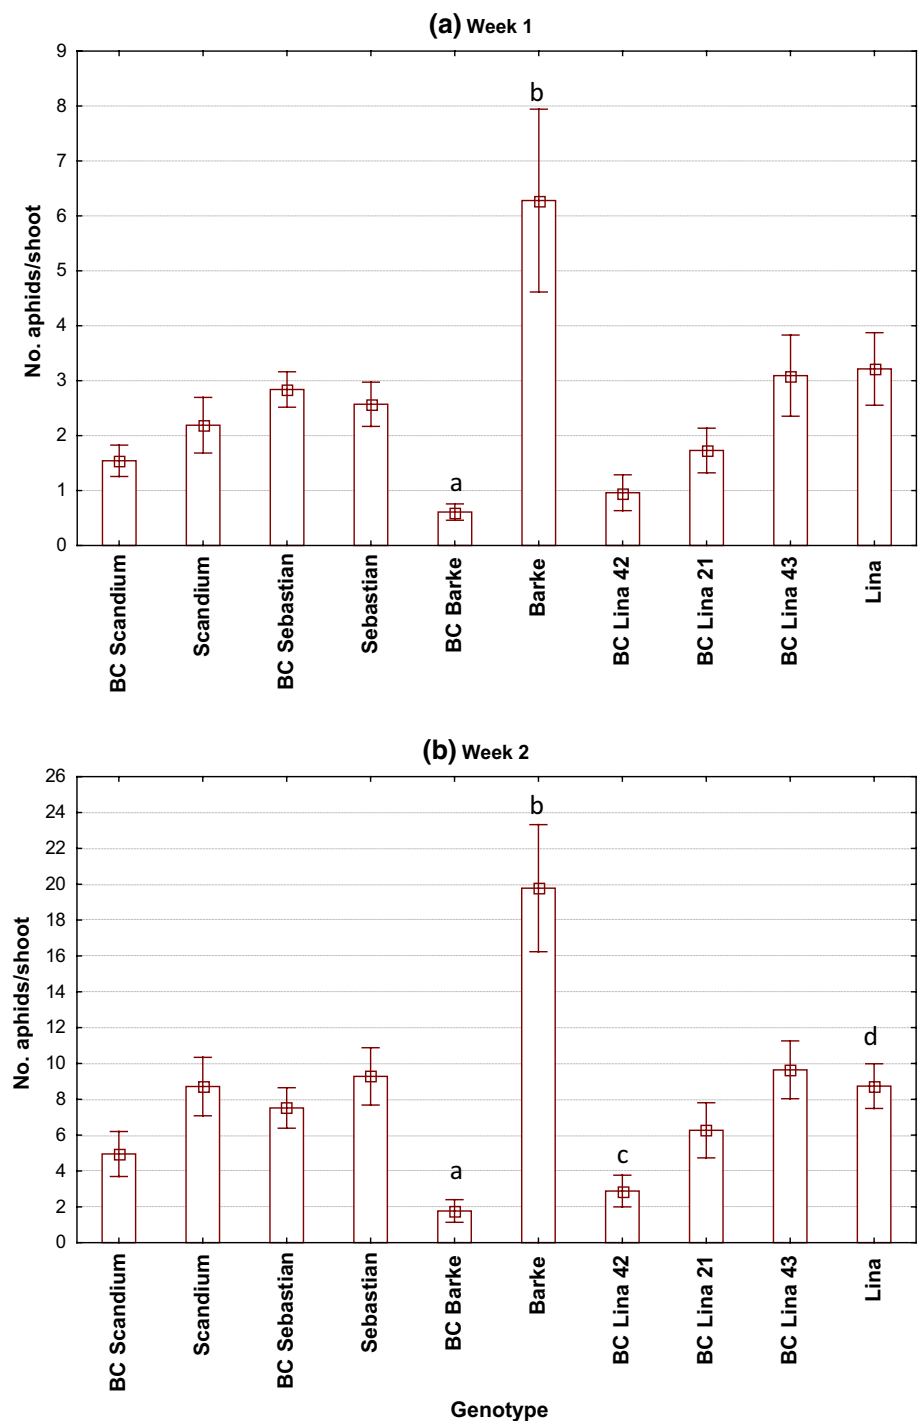 (a) Week 1
9
8
7
6
5
4
3
2
1
0
No. aphids/shoot
b
a
BC Scandium
Scandium
BC Sebastian
Sebastian
BC Barke
Barke
BC Lina 42
BC Lina 21
BC Lina 43
Lina
(b) Week 2
26
24
22
20
18
16
14
12
10
8
6
4
2
0
No. aphids/shoot
b
d
c
a
BC Scandium
Scandium
BC Sebastian
Sebastian
BC Barke
Barke
BC Lina 42
BC Lina 21
BC Lina 43
Lina
Genotype